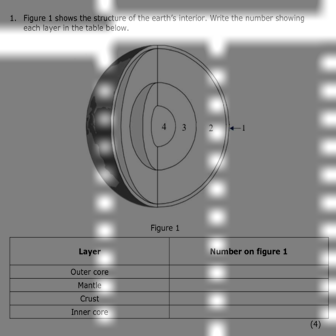 1. Figure 1 shows the structure of the earth's interior. Write the number showing
each layer in the table below.
4 3 2 1
Figure 1
Layer Number on figure 1
Outer core
Mantle
Crust
Inner core
(4)